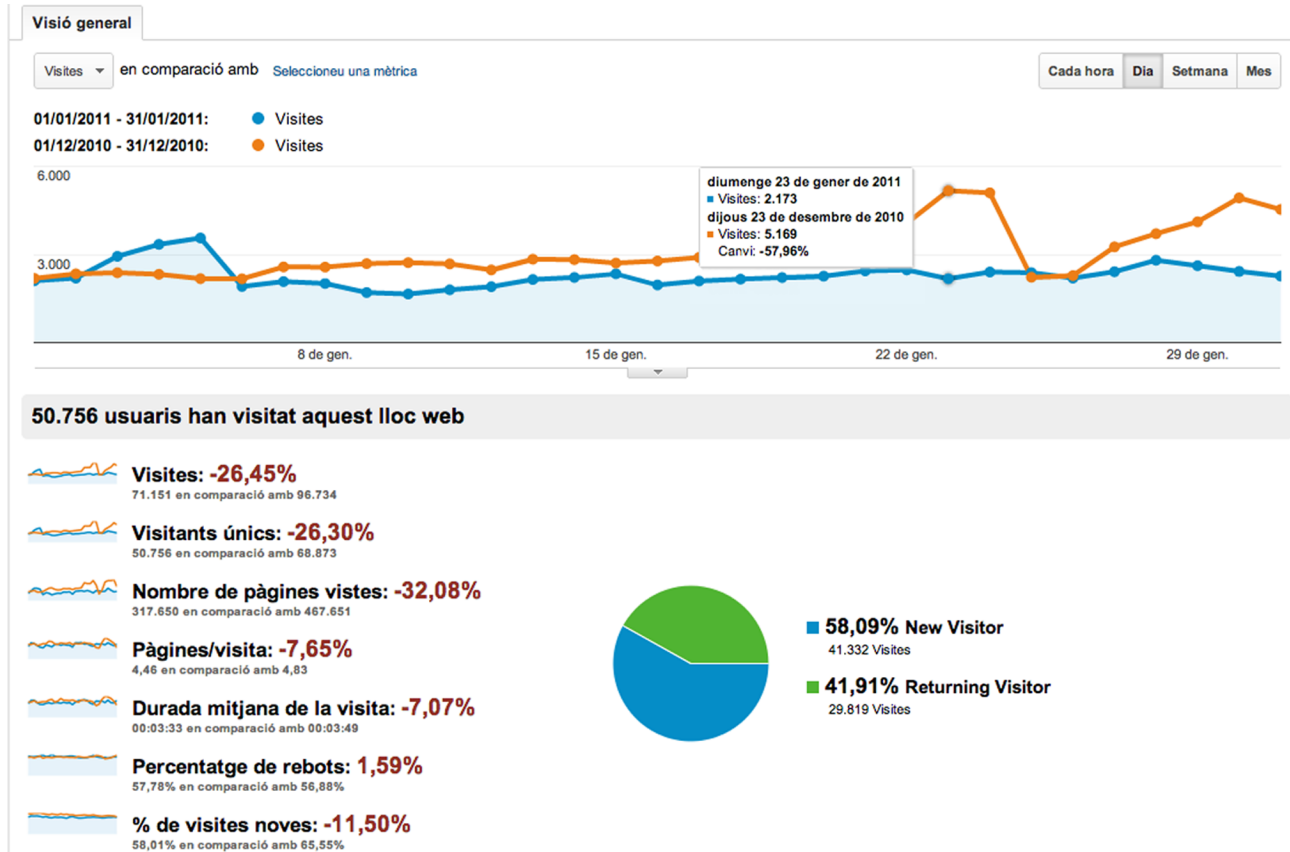 Visió general
Visites en comparació amb Seleccioneu una mètrica
Cada hora Dia Setmana Mes
01/01/2011 - 31/01/2011: Visites
01/12/2010 - 31/12/2010: Visites
6.000
3.000
diumenge 23 de gener de 2011
Visites: 2.173
dijous 23 de desembre de 2010
Visites: 5.169
Canvi: -57,96%
8 de gen. 15 de gen. 22 de gen. 29 de gen.
50.756 usuaris han visitat aquest lloc web
Visites: -26,45%
71.151 en comparació amb 96.734
Visitants únics: -26,30%
50.756 en comparació amb 68.873
Nombre de pàgines vistes: -32,08%
317.650 en comparació amb 467.651
Pàgines/visita: -7,65%
4,46 en comparació amb 4,83
Durada mitjana de la visita: -7,07%
00:03:33 en comparació amb 00:03:49
Percentatge de rebots: 1,59%
57,78% en comparació amb 56,88%
% de visites noves: -11,50%
58,01% en comparació amb 65,55%
58,09% New Visitor
41.332 Visites
41,91% Returning Visitor
29.819 Visites